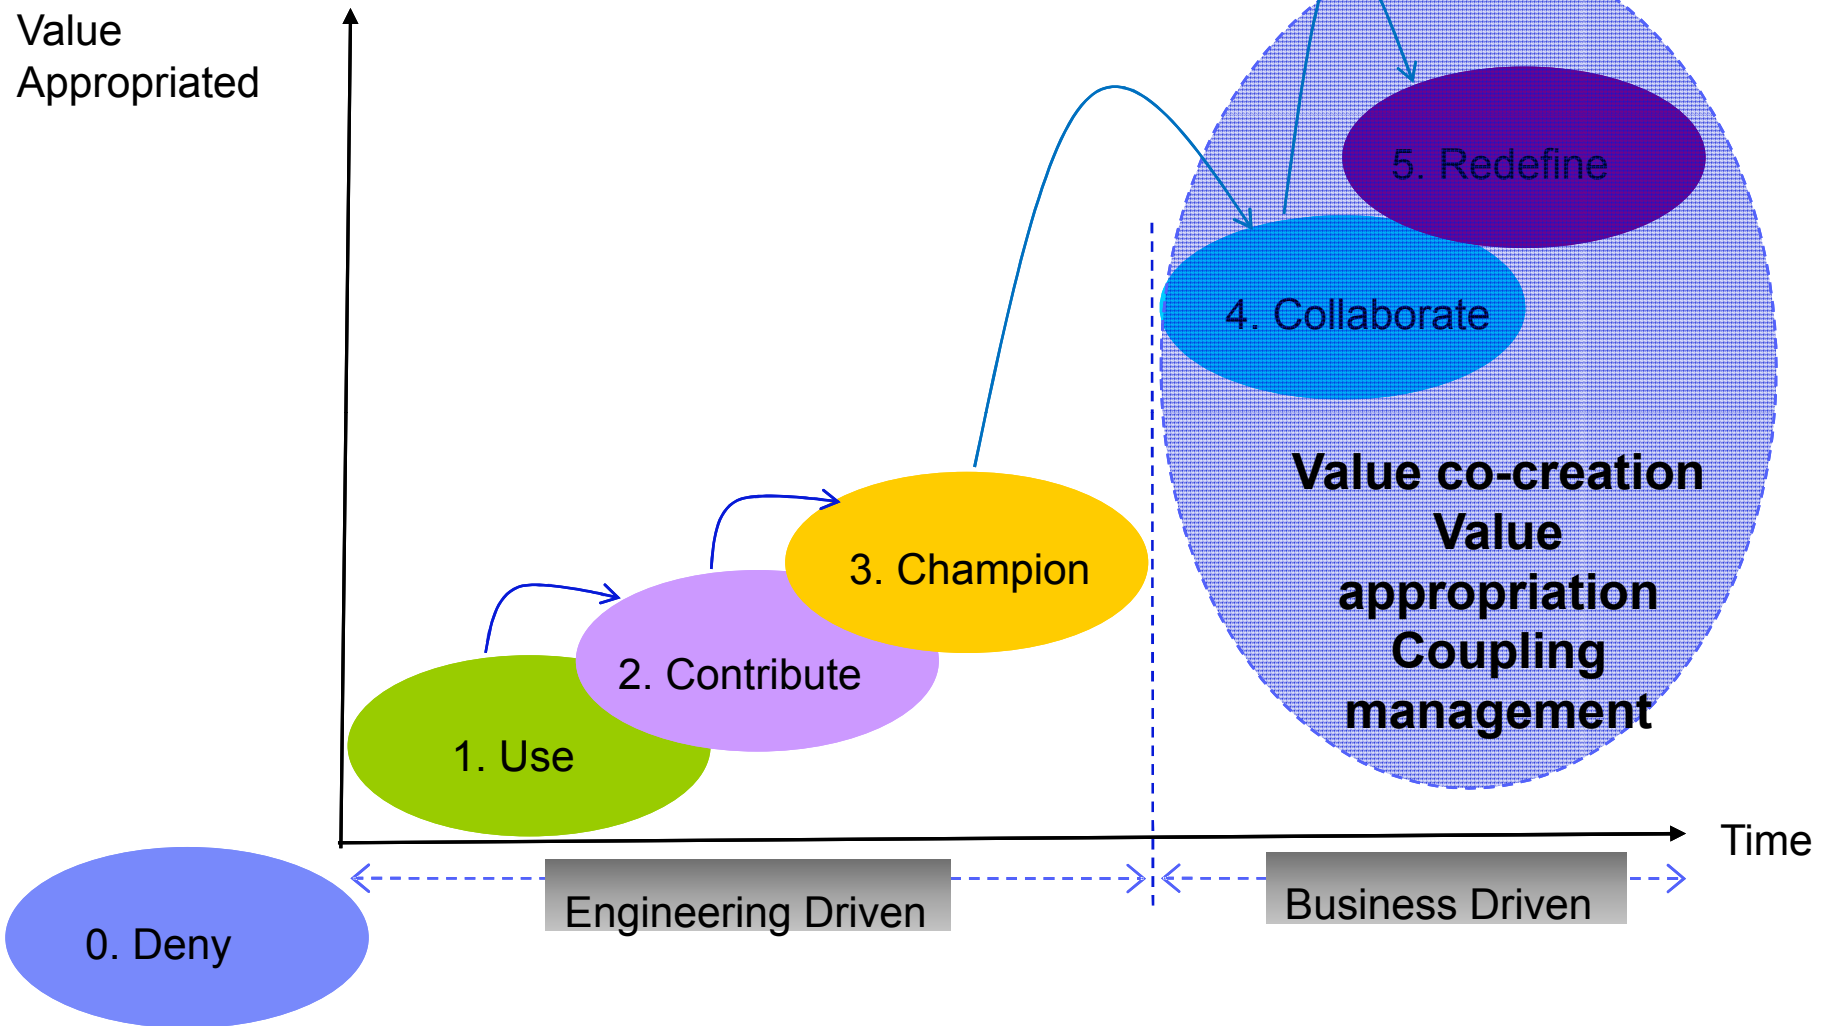 Value
Appropriated
5. Redefine
4. Collaborate
Value co-creation
Value
appropriation
Coupling
management
3. Champion
2. Contribute
1. Use
Time
Engineering Driven
Business Driven
0. Deny